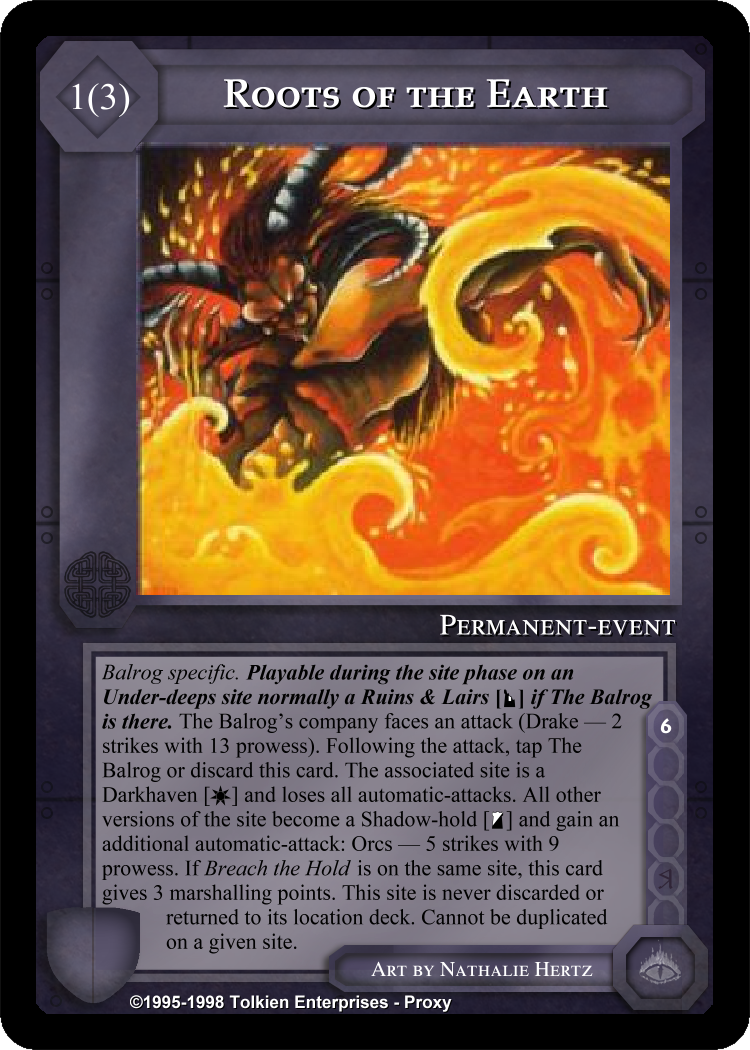 1(3)
ROOTS OF THE EARTH
PERMANENT-EVENT
Balrog specific. Playable during the site phase on an
Under-deeps site normally a Ruins & Lairs [] if The Balrog
is there. The Balrog's company faces an attack (Drake — 2
strikes with 13 prowess). Following the attack, tap The
Balrog or discard this card. The associated site is a
Darkhaven [] and loses all automatic-attacks. All other
versions of the site become a Shadow-hold [] and gain an
additional automatic-attack: Orcs — 5 strikes with 9
prowess. If Breach the Hold is on the same site, this card
gives 3 marshalling points. This site is never discarded or
returned to its location deck. Cannot be duplicated
on a given site.
6
ART BY NATHALIE HERTZ
©1995-1998 Tolkien Enterprises - Proxy